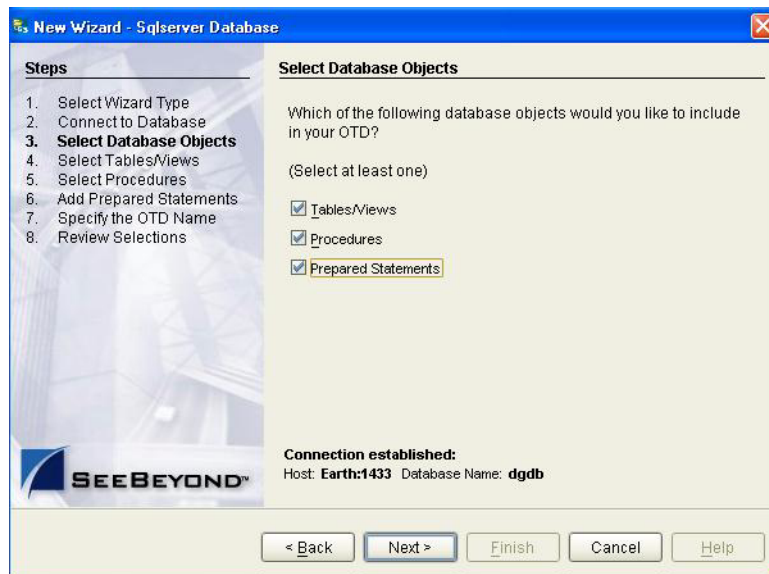 New Wizard - Sqlserver Database
Steps
1. Select Wizard Type
2. Connect to Database
3. Select Database Objects
4. Select Tables/Views
5. Select Procedures
6. Add Prepared Statements
7. Specify the OTD Name
8. Review Selections
Select Database Objects
Which of the following database objects would you like to include
in your OTD?
(Select at least one)
Tables/Views
Procedures
Prepared Statements
Connection established:
Host: Earth:1433 Database Name: dgdb
SEEBEYOND™
< Back
Next >
Finish
Cancel
Help